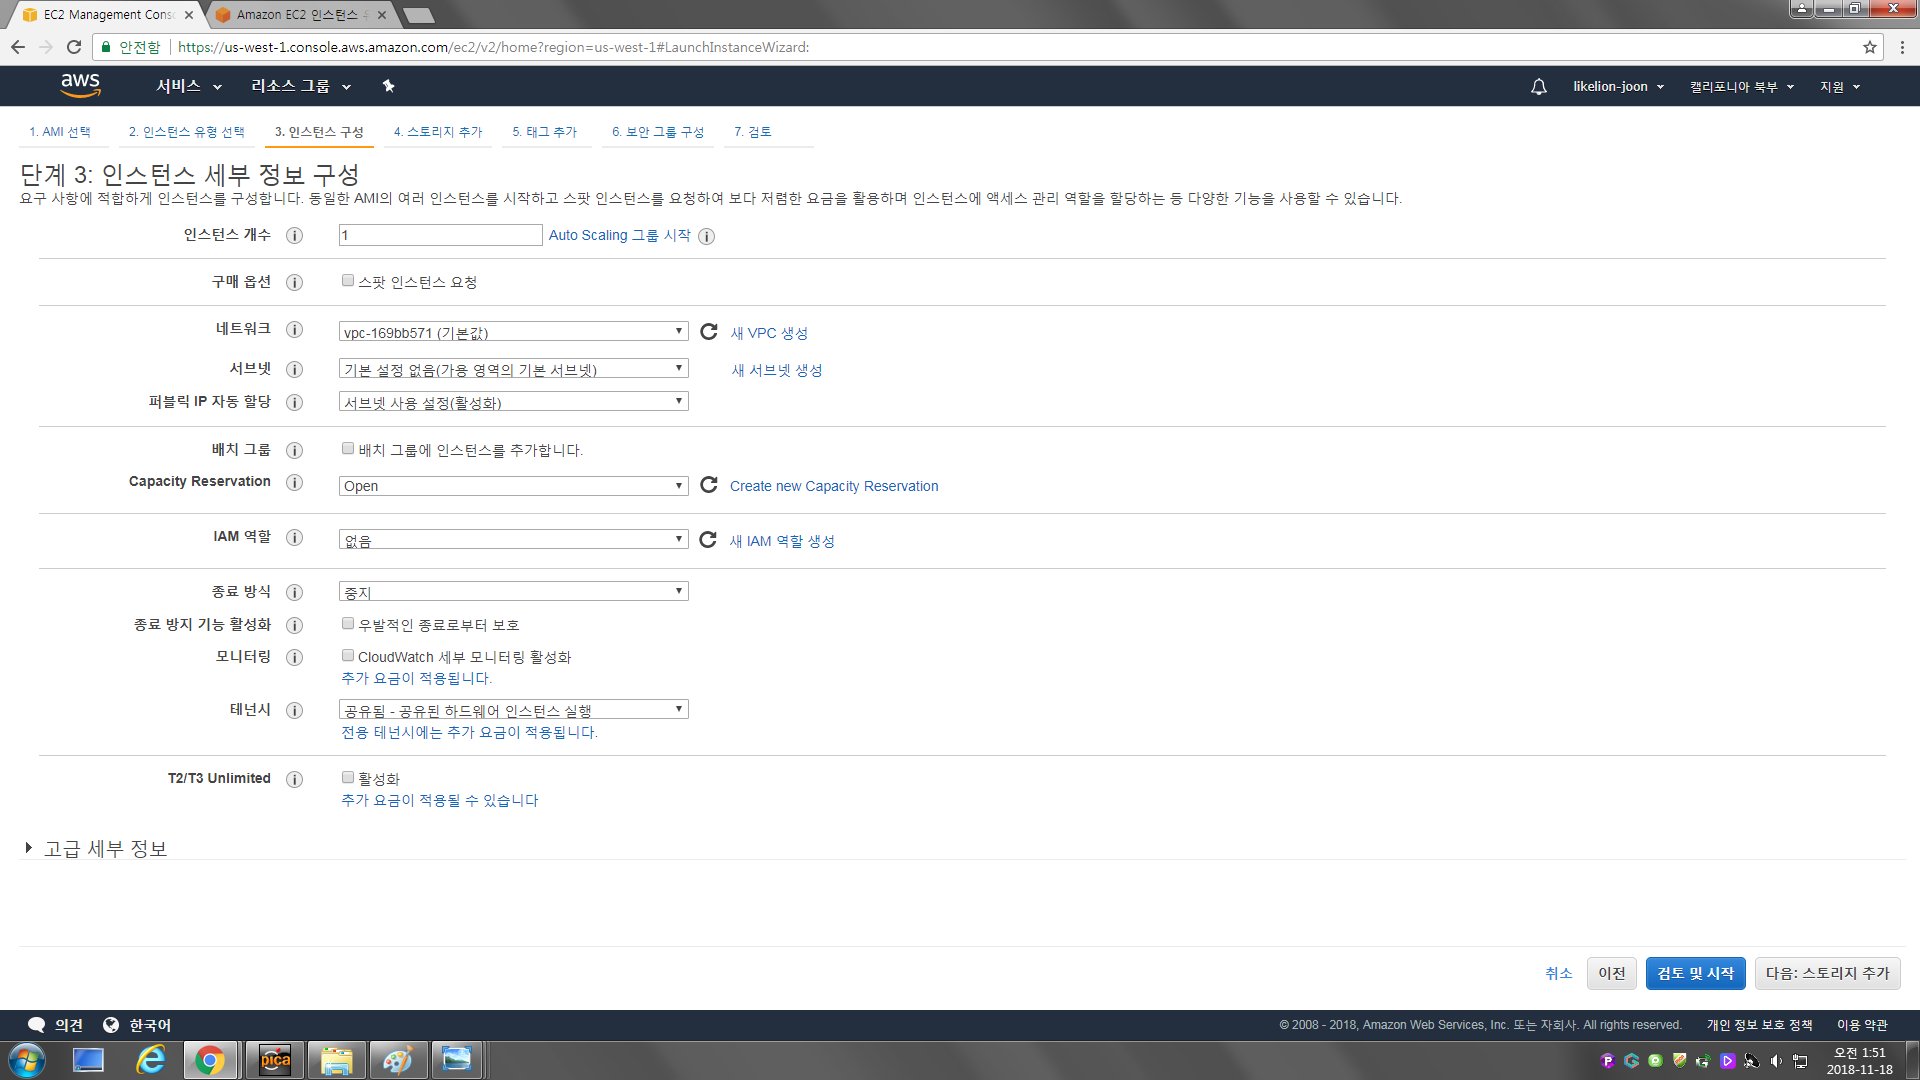 EC2 Management Cons
Amazon EC2 인스턴스 유
안전함 https://us-west-1.console.aws.amazon.com/ec2/v2/home?region=us-west-1#LaunchInstanceWizard:
aws 서비스 리소스 그룹 likelion-joon 캘리포니아 북부 지원
1. AMI 선택 2. 인스턴스 유형 선택 3. 인스턴스 구성 4. 스토리지 추가 5. 태그 추가 6. 보안 그룹 구성 7. 검토
단계 3: 인스턴스 세부 정보 구성
요구 사항에 적합하게 인스턴스를 구성합니다. 동일한 AMI의 여러 인스턴스를 시작하고 스팟 인스턴스를 요청하여 보다 저렴한 요금을 활용하며 인스턴스에 액세스 관리 역할을 할당하는 등 다양한 기능을 사용할 수 있습니다.
인스턴스 개수 1 Auto Scaling 그룹 시작
구매 옵션 스팟 인스턴스 요청
네트워크 vpc-169bb571 (기본값) 새 VPC 생성
서브넷 기본 설정 없음(가용 영역의 기본 서브넷) 새 서브넷 생성
퍼블릭 IP 자동 할당 서브넷 사용 설정(활성화)
배치 그룹 배치 그룹에 인스턴스를 추가합니다.
Capacity Reservation Open Create new Capacity Reservation
IAM 역할 없음 새 IAM 역할 생성
종료 방식 중지
종료 방지 기능 활성화 우발적인 종료로부터 보호
모니터링 CloudWatch 세부 모니터링 활성화
추가 요금이 적용됩니다.
테넌시 공유됨 - 공유된 하드웨어 인스턴스 실행
전용 테넌시에는 추가 요금이 적용됩니다.
T2/T3 Unlimited 활성화
추가 요금이 적용될 수 있습니다
고급 세부 정보
취소 이전 검토 및 시작 다음: 스토리지 추가
의견 한국어 © 2008 - 2018, Amazon Web Services, Inc. 또는 자회사. All rights reserved. 개인 정보 보호 정책 이용 약관
pica
오전 1:51
2018-11-18